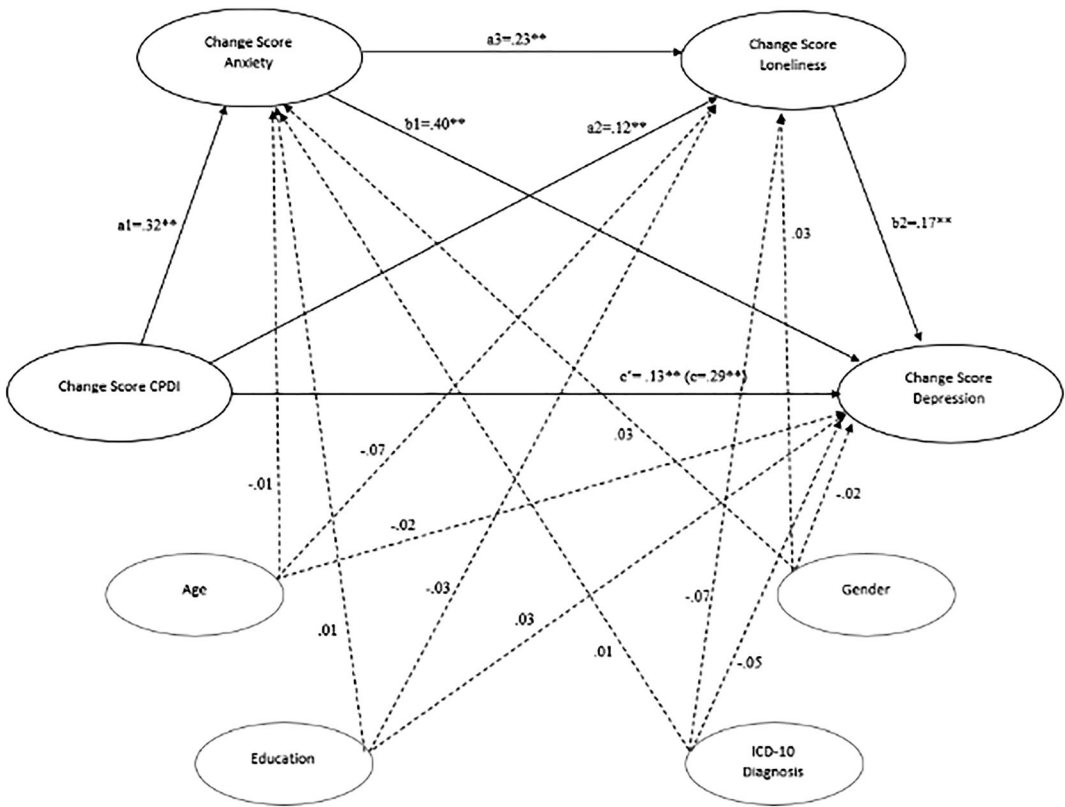 Change Score
Anxiety
a3=.23**
Change Score
Loneliness
b1=.40**
a2=.12**
a1=.32**
.03
b2=.17**
Change Score CPDI
c'= .13** (c=.29**)
Change Score
Depression
-.07
.03
-.01
-.02
-.02
Age
Gender
-.03
-.07
.01
.03
.01
-.05
Education
ICD-10
Diagnosis